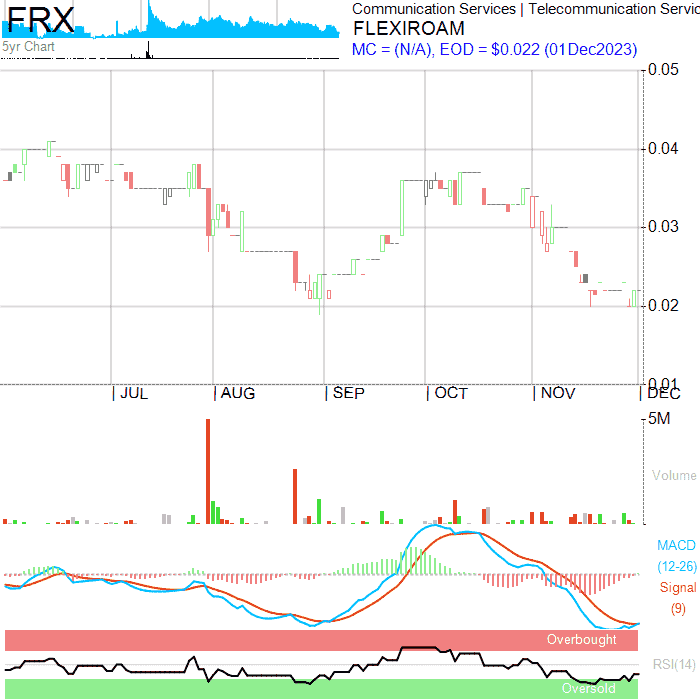 FRX
5yr Chart
Communication Services | Telecommunication Servic
FLEXIROAM
MC = (N/A), EOD = $0.022 (01Dec2023)
0.05
0.04
0.03
0.02
0.01
JUL AUG SEP OCT NOV DEC
5M
Volume
MACD
(12-26)
Signal
(9)
Overbought
RSI(14)
Oversold